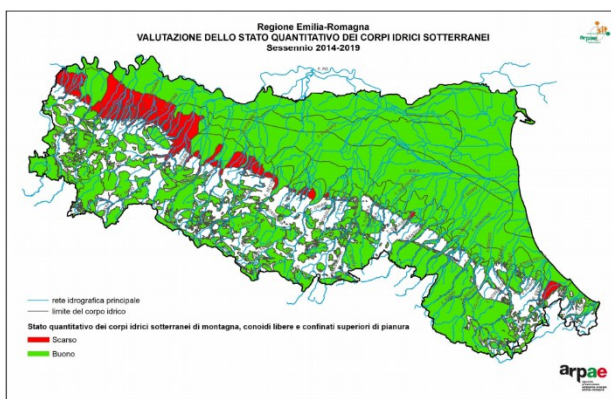 Regione Emilia-Romagna
VALUTAZIONE DELLO STATO QUANTITATIVO DEI CORPI IDRICI SOTTERRANEI
Sessennio 2014-2019
arpae
rete idrografica principale
limite del corpo idrico
Stato quantitativo dei corpi idrici sotterranei di montagna, conoidi libere e confinati superiori di pianura
Scarso
Buono
arpae